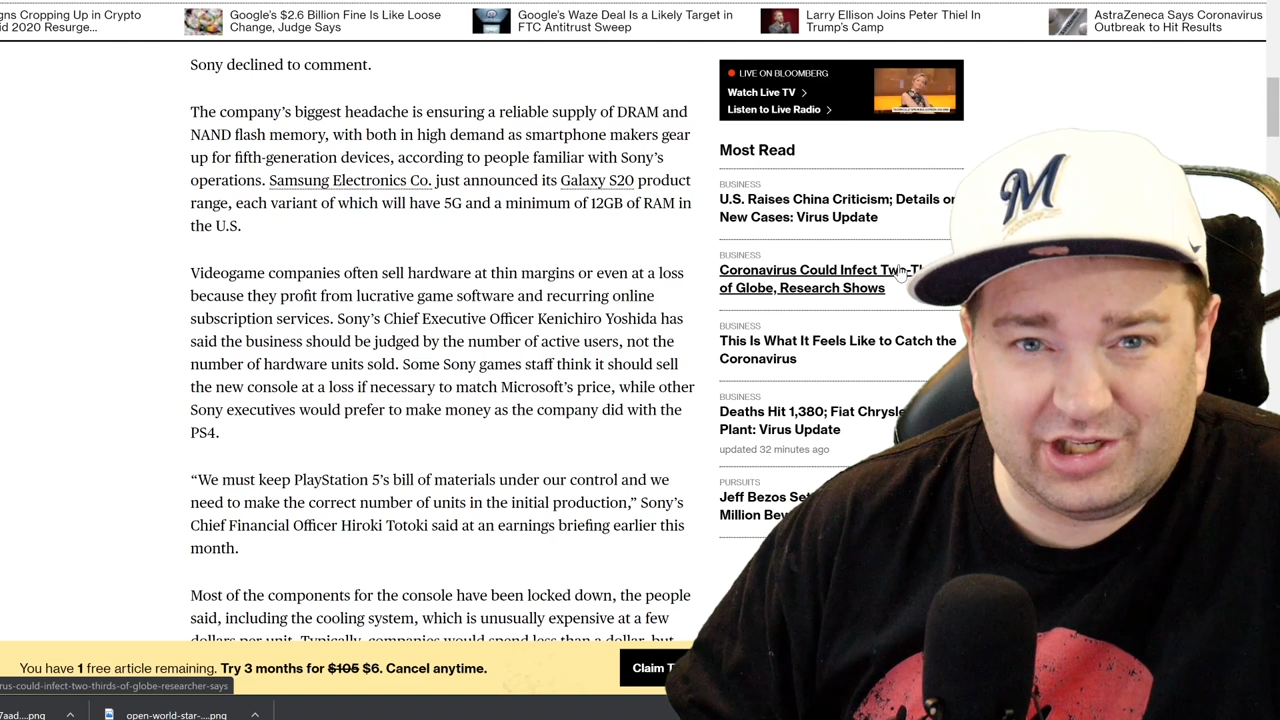 gns Cropping Up in Crypto
id 2020 Resurge...
Google's $2.6 Billion Fine Is Like Loose
Change, Judge Says
Google's Waze Deal Is a Likely Target in
FTC Antitrust Sweep
Larry Ellison Joins Peter Thiel In
Trump's Camp
AstraZeneca Says Coronavirus
Outbreak to Hit Results
Sony declined to comment.
The company's biggest headache is ensuring a reliable supply of DRAM and
NAND flash memory, with both in high demand as smartphone makers gear
up for fifth-generation devices, according to people familiar with Sony's
operations. Samsung Electronics Co. just announced its Galaxy S20 product
range, each variant of which will have 5G and a minimum of 12GB of RAM in
the U.S.
Videogame companies often sell hardware at thin margins or even at a loss
because they profit from lucrative game software and recurring online
subscription services. Sony's Chief Executive Officer Kenichiro Yoshida has
said the business should be judged by the number of active users, not the
number of hardware units sold. Some Sony games staff think it should sell
the new console at a loss if necessary to match Microsoft's price, while other
Sony executives would prefer to make money as the company did with the
PS4.
“We must keep PlayStation 5's bill of materials under our control and we
need to make the correct number of units in the initial production,” Sony's
Chief Financial Officer Hiroki Totoki said at an earnings briefing earlier this
month.
Most of the components for the console have been locked down, the people
said, including the cooling system, which is unusually expensive at a few
dollars per unit. Typically, companies would spend less than a dollar, but
LIVE ON BLOOMBERG
Watch Live TV >
Listen to Live Radio >
Most Read
BUSINESS
U.S. Raises China Criticism; Details on
New Cases: Virus Update
BUSINESS
Coronavirus Could Infect Two-Th
of Globe, Research Shows
BUSINESS
This Is What It Feels Like to Catch the
Coronavirus
BUSINESS
Deaths Hit 1,380; Fiat Chrysle
Plant: Virus Update
updated 32 minutes ago
PURSUITS
Jeff Bezos Set
Million Bev
M
You have 1 free article remaining. Try 3 months for $105 $6. Cancel anytime.
Claim T
rus-could-infect-two-thirds-of-globe-researcher-says
7aad....png
open-world-star-....png